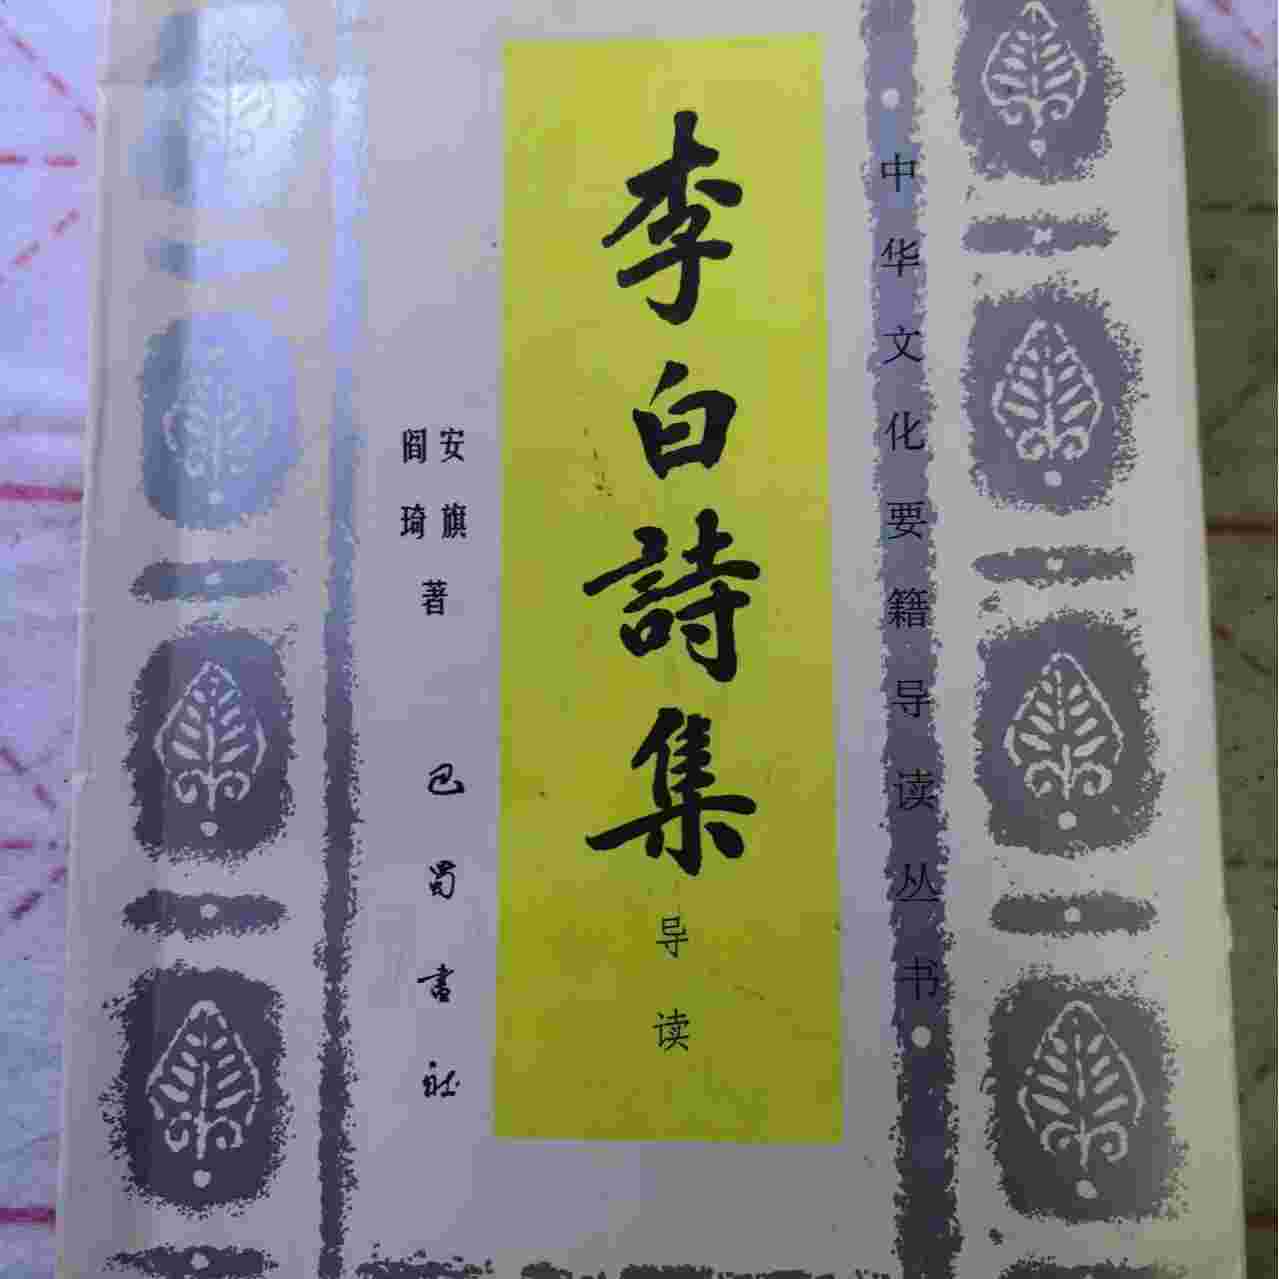 中华文化要籍导读丛书
李白詩集
导读
安旗
阎琦
著
巴蜀书社